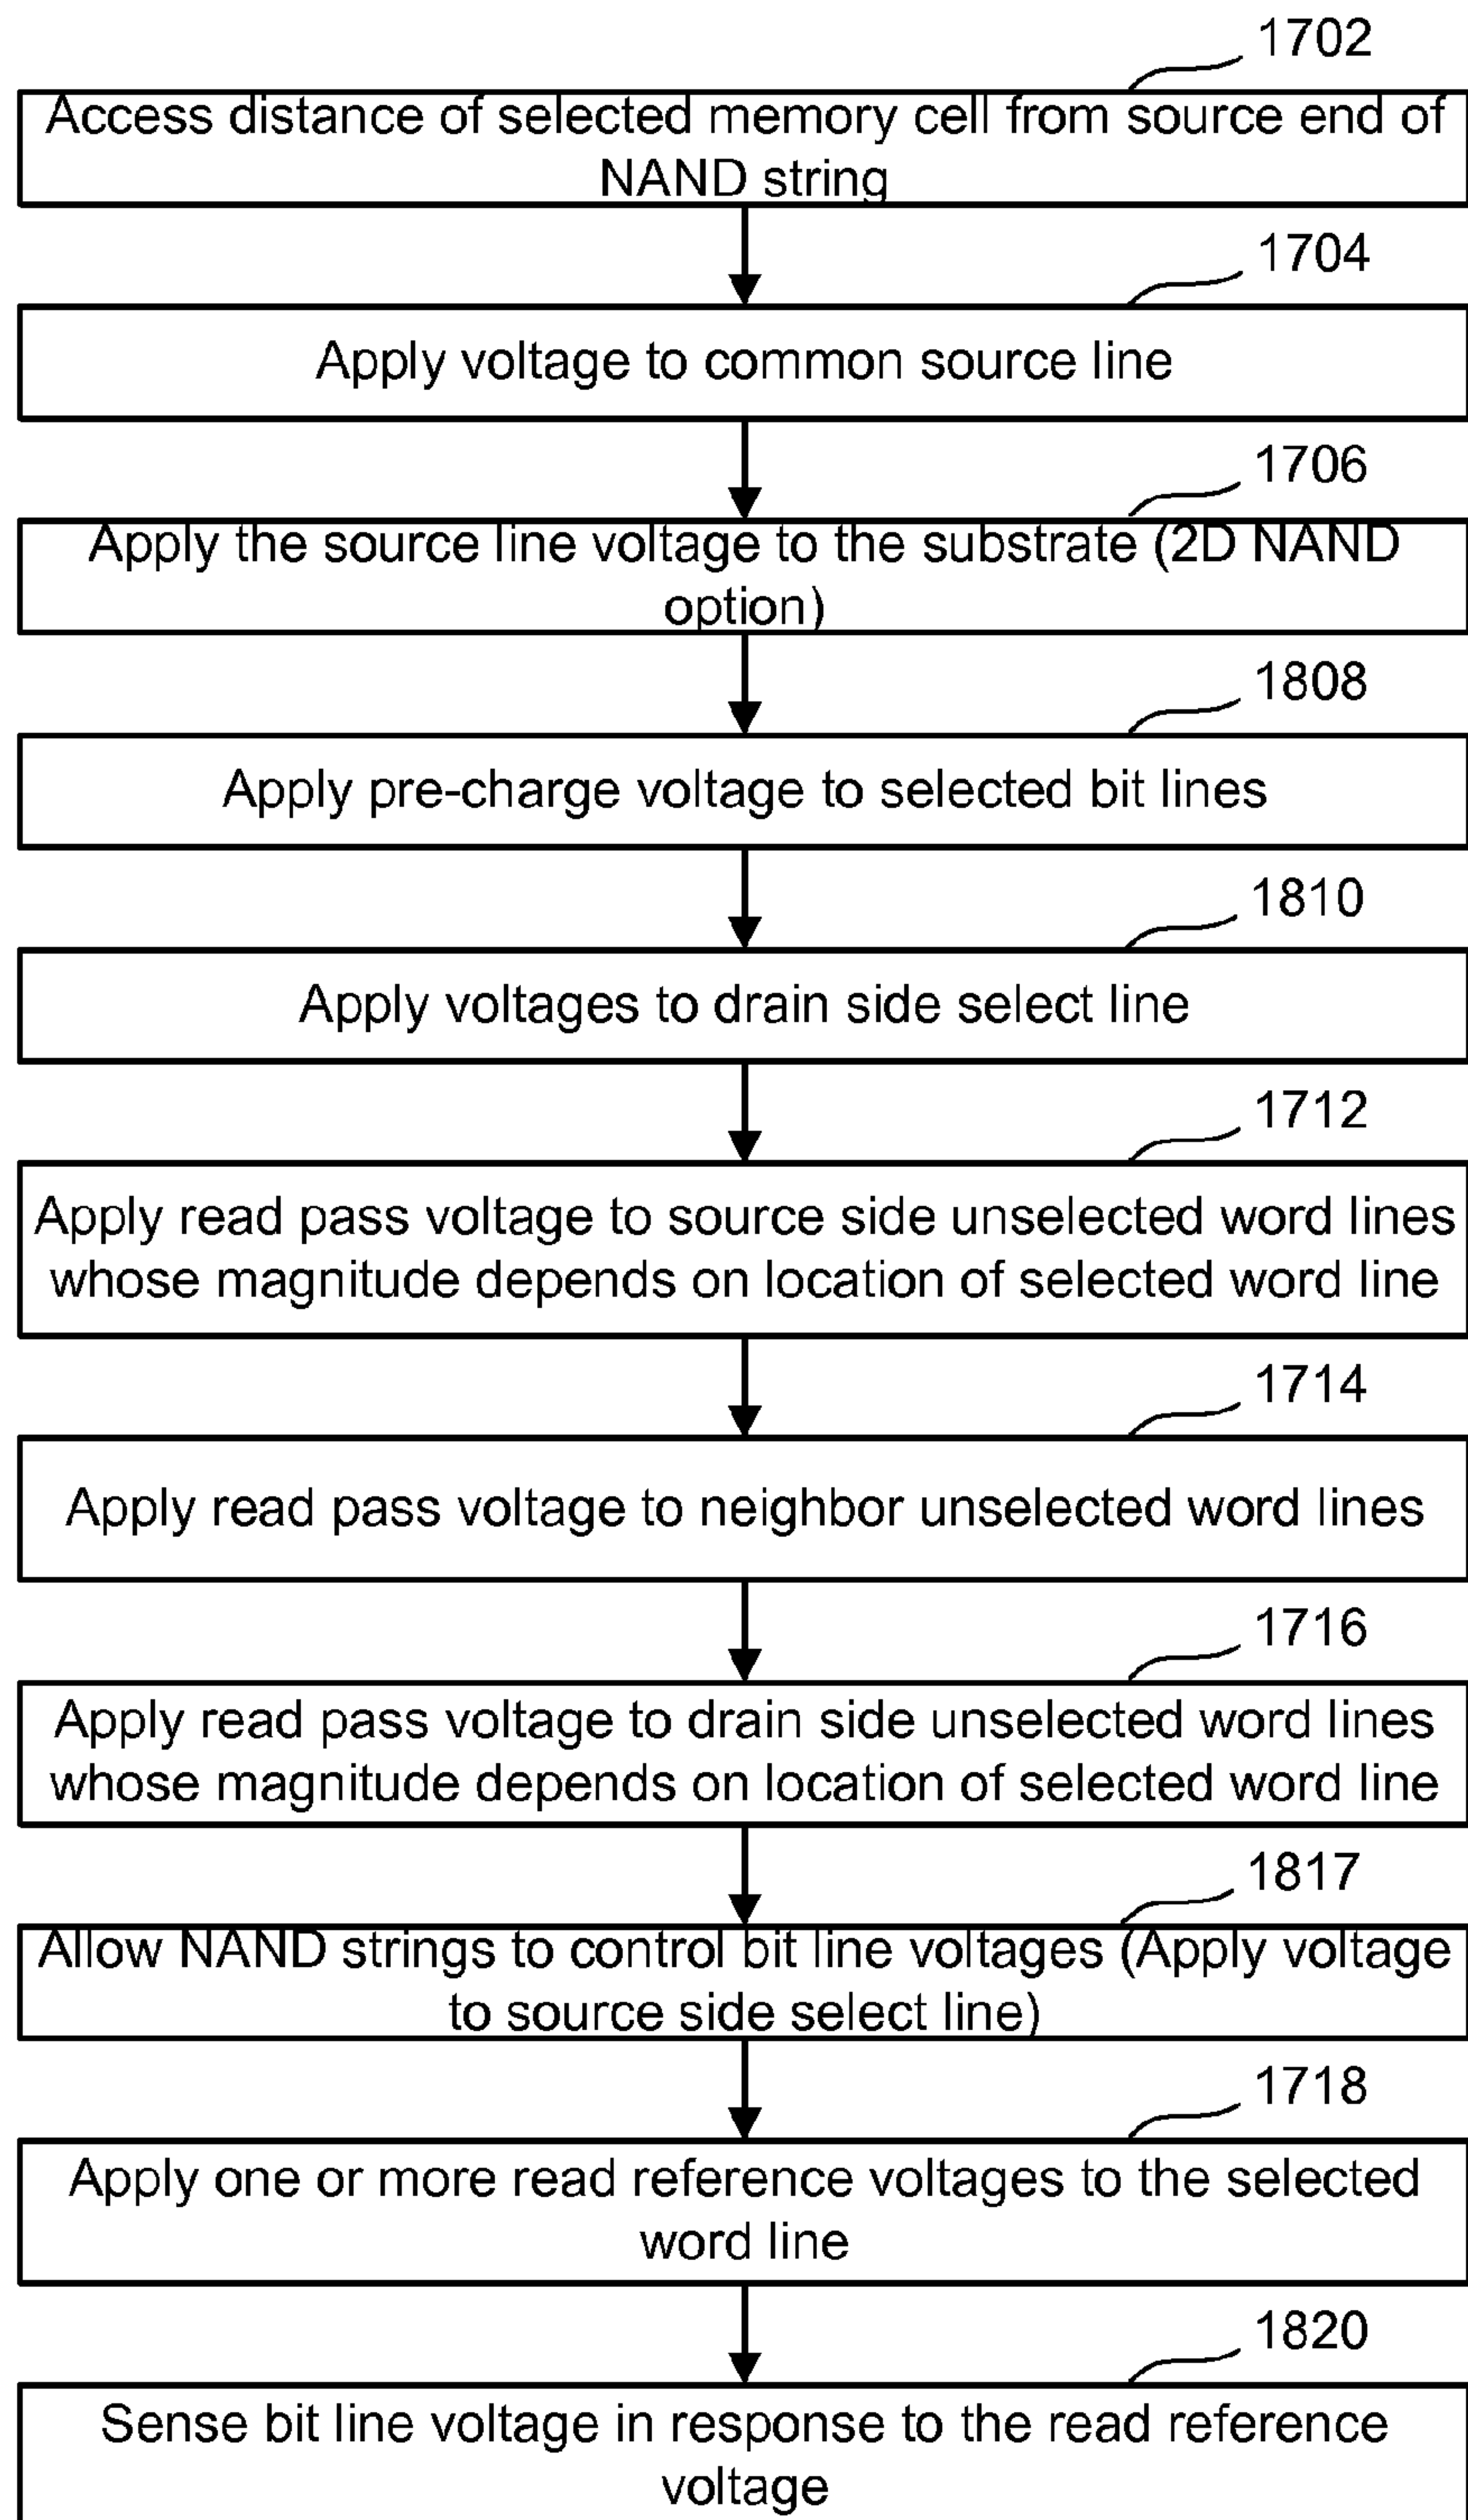 1702
Access distance of selected memory cell from source end of
NAND string
1704
Apply voltage to common source line
1706
Apply the source line voltage to the substrate (2D NAND
option)
1808
Apply pre-charge voltage to selected bit lines
1810
Apply voltages to drain side select line
1712
Apply read pass voltage to source side unselected word lines
whose magnitude depends on location of selected word line
1714
Apply read pass voltage to neighbor unselected word lines
1716
Apply read pass voltage to drain side unselected word lines
whose magnitude depends on location of selected word line
1817
Allow NAND strings to control bit line voltages (Apply voltage
to source side select line)
1718
Apply one or more read reference voltages to the selected
word line
1820
Sense bit line voltage in response to the read reference
voltage